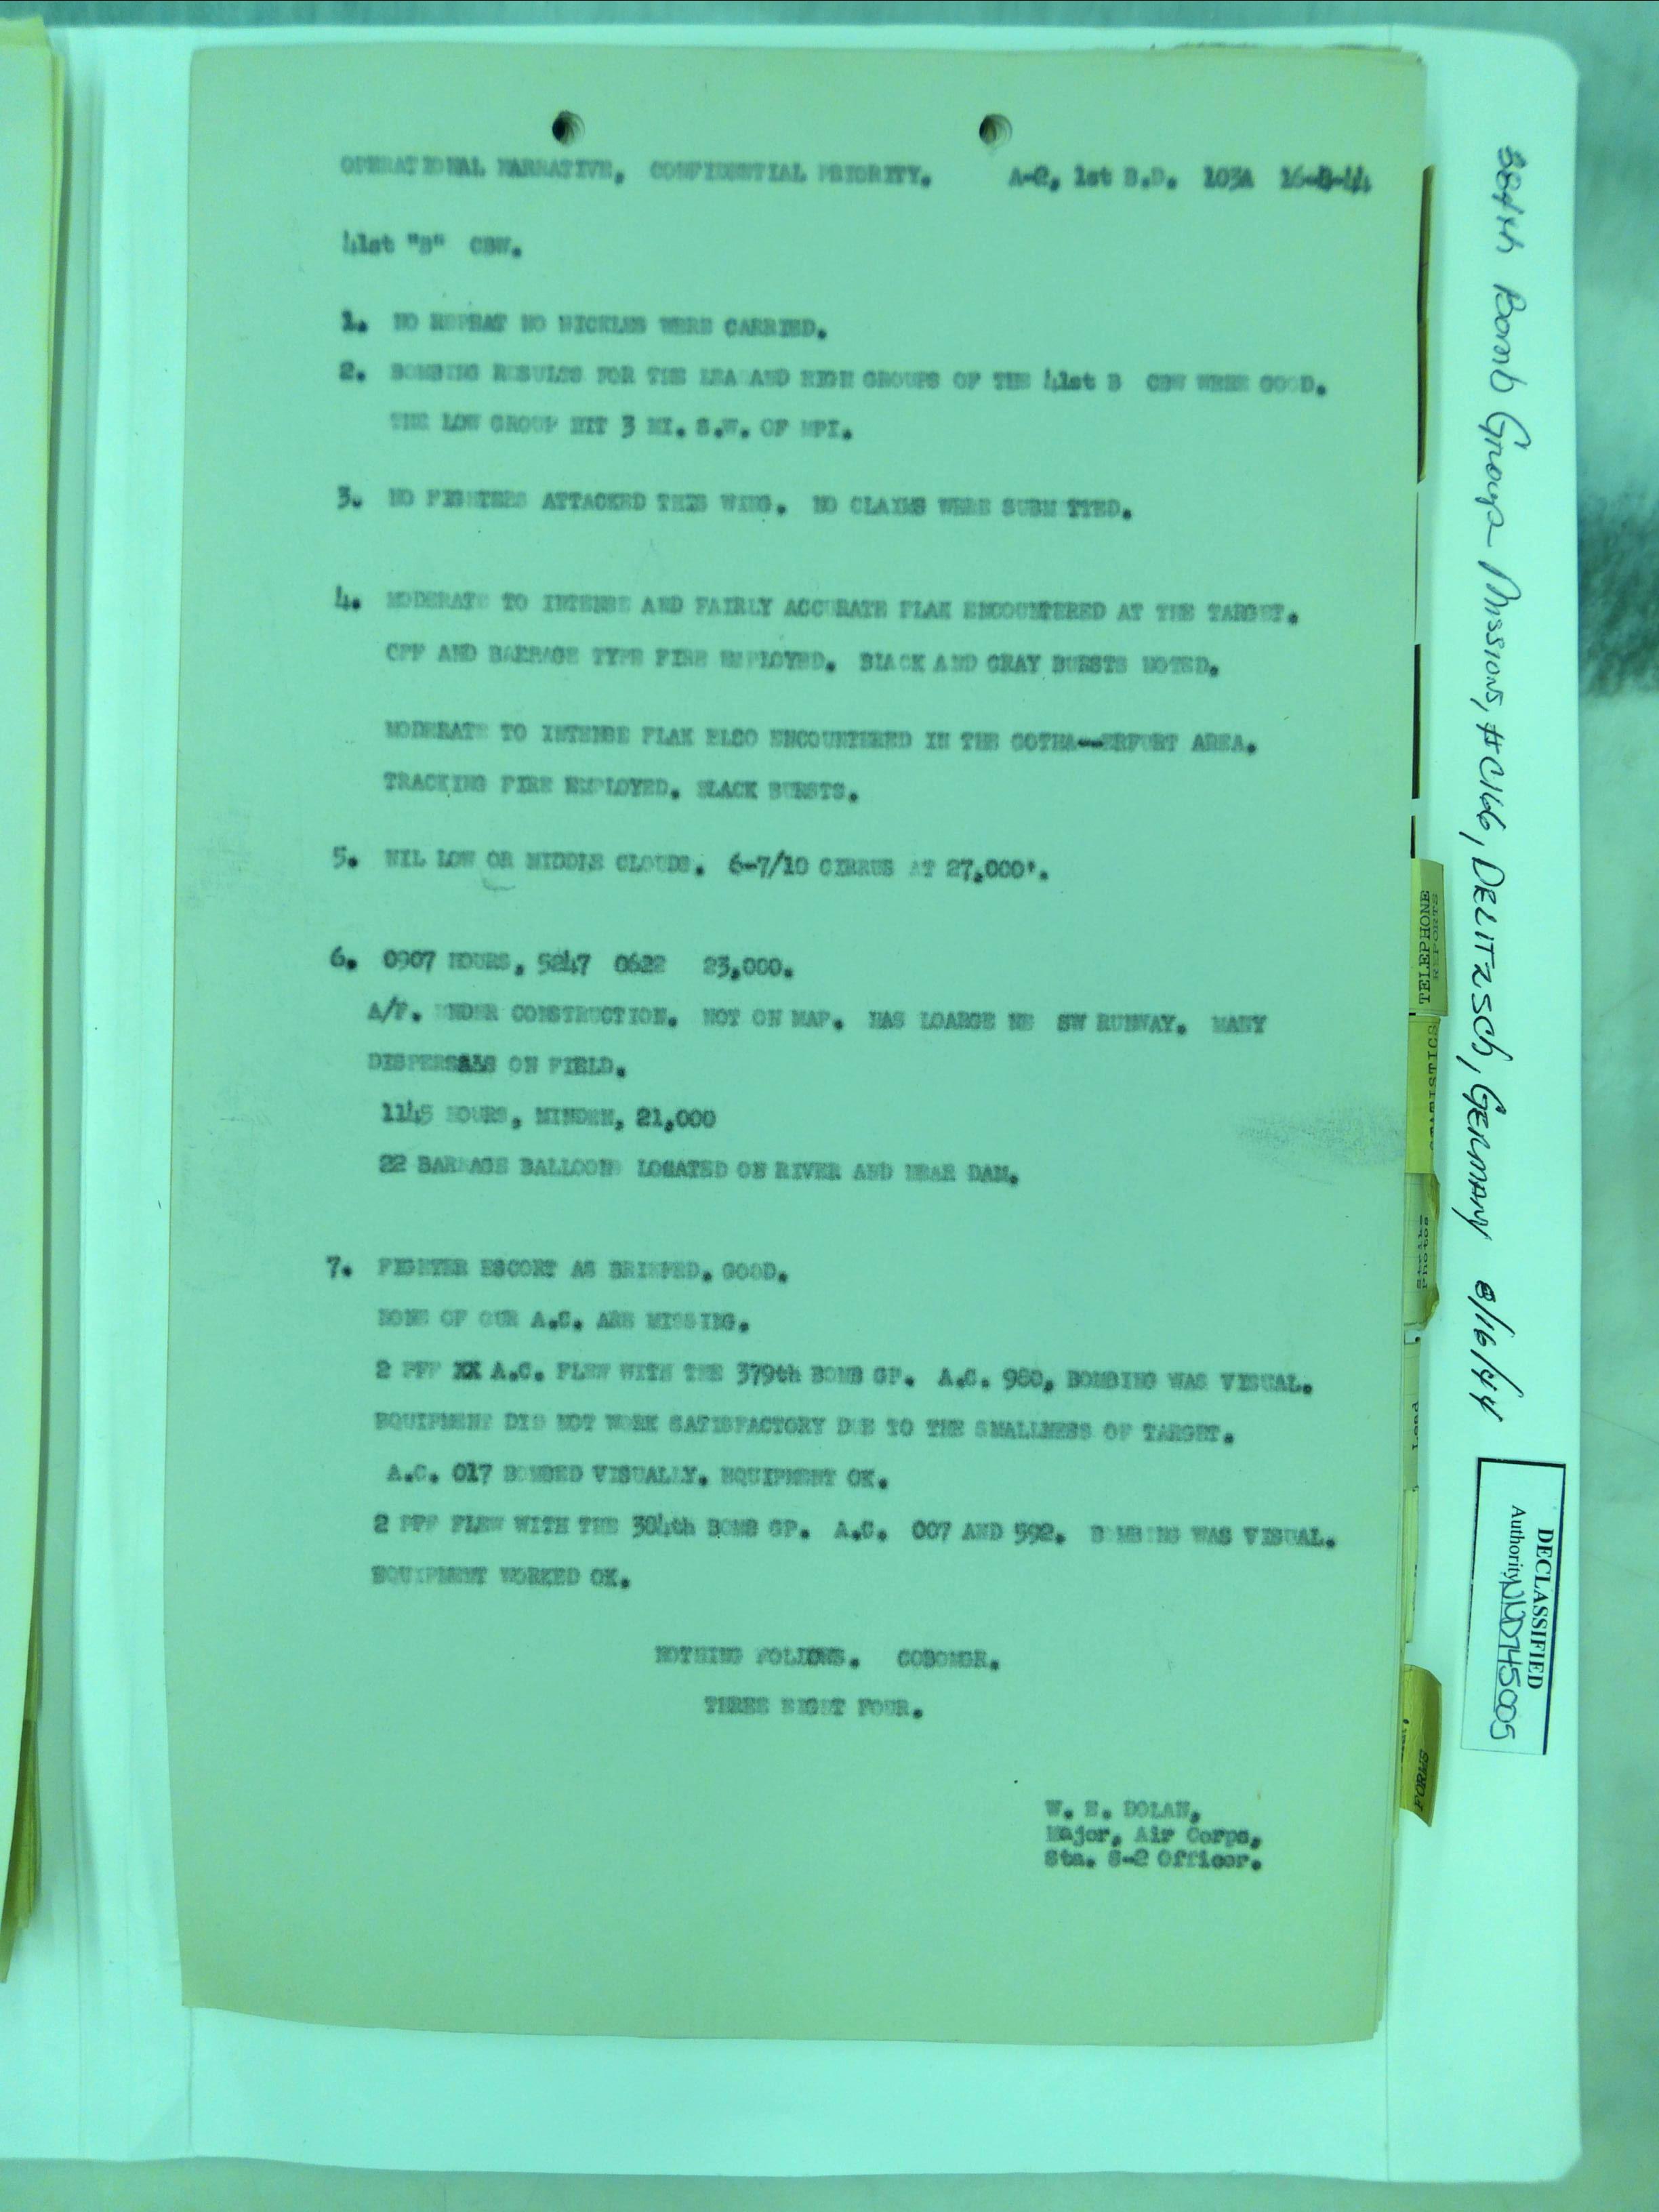 OPERATIONAL NARRATIVE, CONFIDENTIAL PRIORITY. A-2, 1st B.D. 103A 16-8-44
41st "B" CBW.
1. NO REPEAT NO NICKLES WERE CARRIED.
2. BOMBING RESULTS FOR THE LEA AND HIGH GROUPS OF THE 41st B CBW WERE GOOD.
THE LOW GROUP HIT 3 MI. S.W. OF MPI.
3. NO FIGHTERS ATTACKED THIS WING. NO CLAIMS WERE SUBM TTED.
4. MODERATE TO INTENSE AND FAIRLY ACCURATE FLAK ENCOUNTERED AT THE TARGET.
CPF AND BARRAGE TYPE FIRE EMPLOYED. BLACK AND GRAY BURSTS NOTED.
MODERATE TO INTENSE FLAK ELSO ENCOUNTERED IN THE GOTHA--ERFURT AREA.
TRACKING FIRE EMPLOYED. BLACK BURSTS.
5. NIL LOW OR MIDDLE CLOUDS. 6-7/10 CIRRUS AT 27,000'.
6. 0907 HOURS, 5247 0622 23,000.
A/F. UNDER CONSTRUCTION. NOT ON MAP. HAS LOARGE NE SW RUNWAY. MANY
ON FIELD.
1145 HOURS, MINDEN, 21,000
22 BARRAGE BALLOONS LOCATED ON RIVER AND NEAR DAM.
7. FIGHTER ESCORT AS BRIEFED. GOOD.
NONE OF OUR A.C. ARE MISSING.
2 PFF XX A.C. FLEW WITH THE 379th BOMB GP. A.C. 980, BOMBING WAS VISUAL.
EQUIPMENT DID NOT WORK SATISFACTORY DUE TO THE SMALLNESS OF TARGET.
A.C. 017 BOMBED VISUALLY. EQUIPMENT OK.
2 PFF FLEW WITH THE 384th BOMB GP. A.C. 007 AND 592. BOMBING WAS VISUAL.
EQUIPMENT WORKED OK.
NOTHING FOLLOWS. COBOMGR.
THREE EIGHT FOUR.
W. E. DOLAN,
Major, Air Corps,
Sta. S-2 Officer.
384th Bomb Group Missions, #C166, DELITZSCH, GERMANY 8/16/44
DECLASSIFIED
Authority NND745005
TELEPHONE
REPORTS
STATISTICS
Strike
Photos
Lead
FORMS